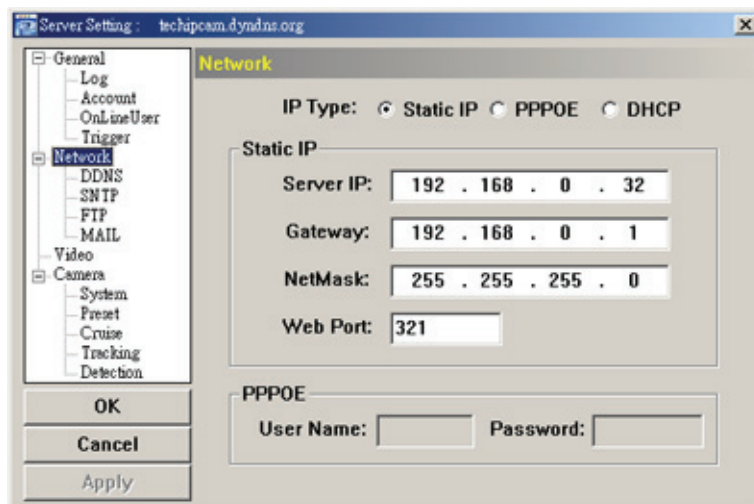 Server Setting : techipcam.dyndns.org
General
Log
Account
OnLineUser
Trigger
Network
DDNS
SNTP
FTP
MAIL
Video
Camera
System
Preset
Cruise
Tracking
Detection
OK
Cancel
Apply
Network
IP Type: Static IP PPPOE DHCP
Static IP
Server IP: 192 . 168 . 0 . 32
Gateway: 192 . 168 . 0 . 1
NetMask: 255 . 255 . 255 . 0
Web Port: 321
PPPOE
User Name: Password: